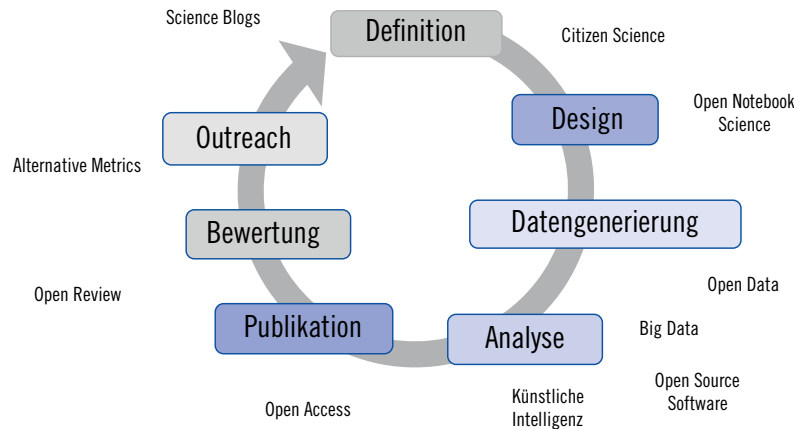 Science Blogs
Definition
Citizen Science
Design
Open Notebook
Science
Outreach
Alternative Metrics
Datengenerierung
Bewertung
Open Data
Open Review
Publikation
Analyse
Big Data
Open Source
Software
Künstliche
Intelligenz
Open Access